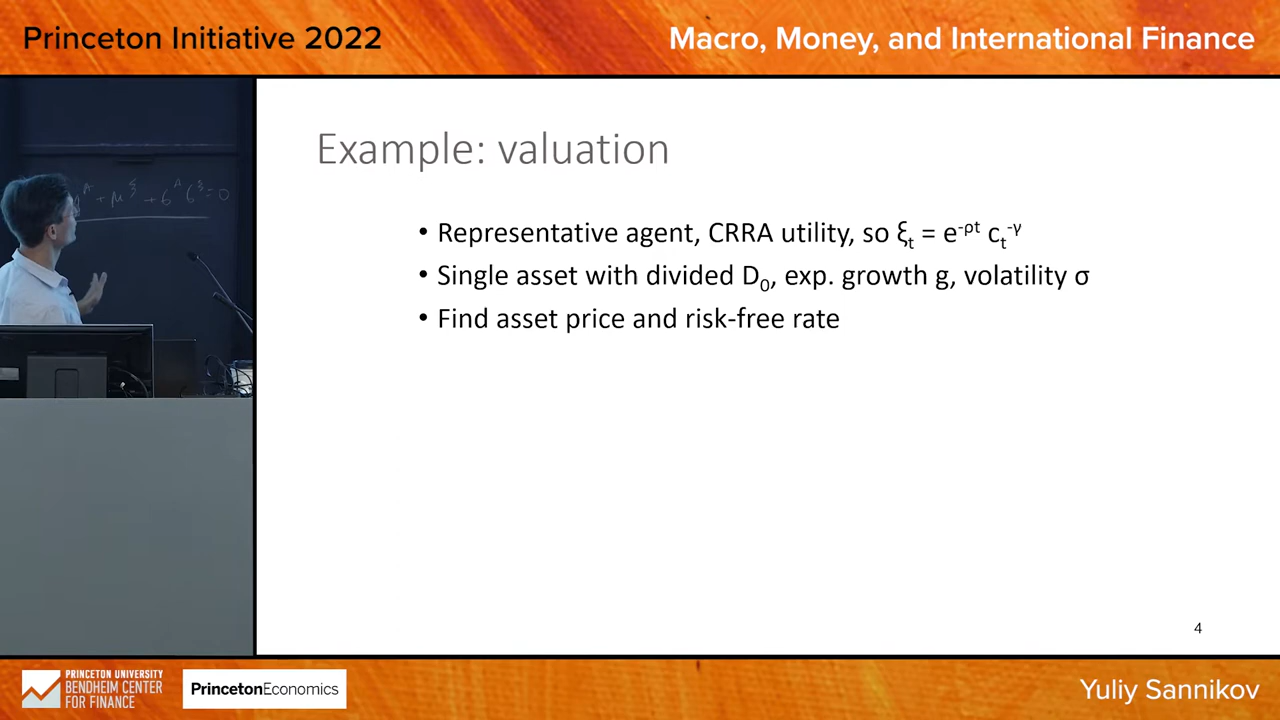 Princeton Initiative 2022
Macro, Money, and International Finance
Example: valuation
• Representative agent, CRRA utility, so ξₜ = e^-ρt cₜ^-γ
• Single asset with divided D₀, exp. growth g, volatility σ
• Find asset price and risk-free rate
4
PRINCETON UNIVERSITY
BENDHEIM CENTER
FOR FINANCE
PrincetonEconomics
Yuliy Sannikov